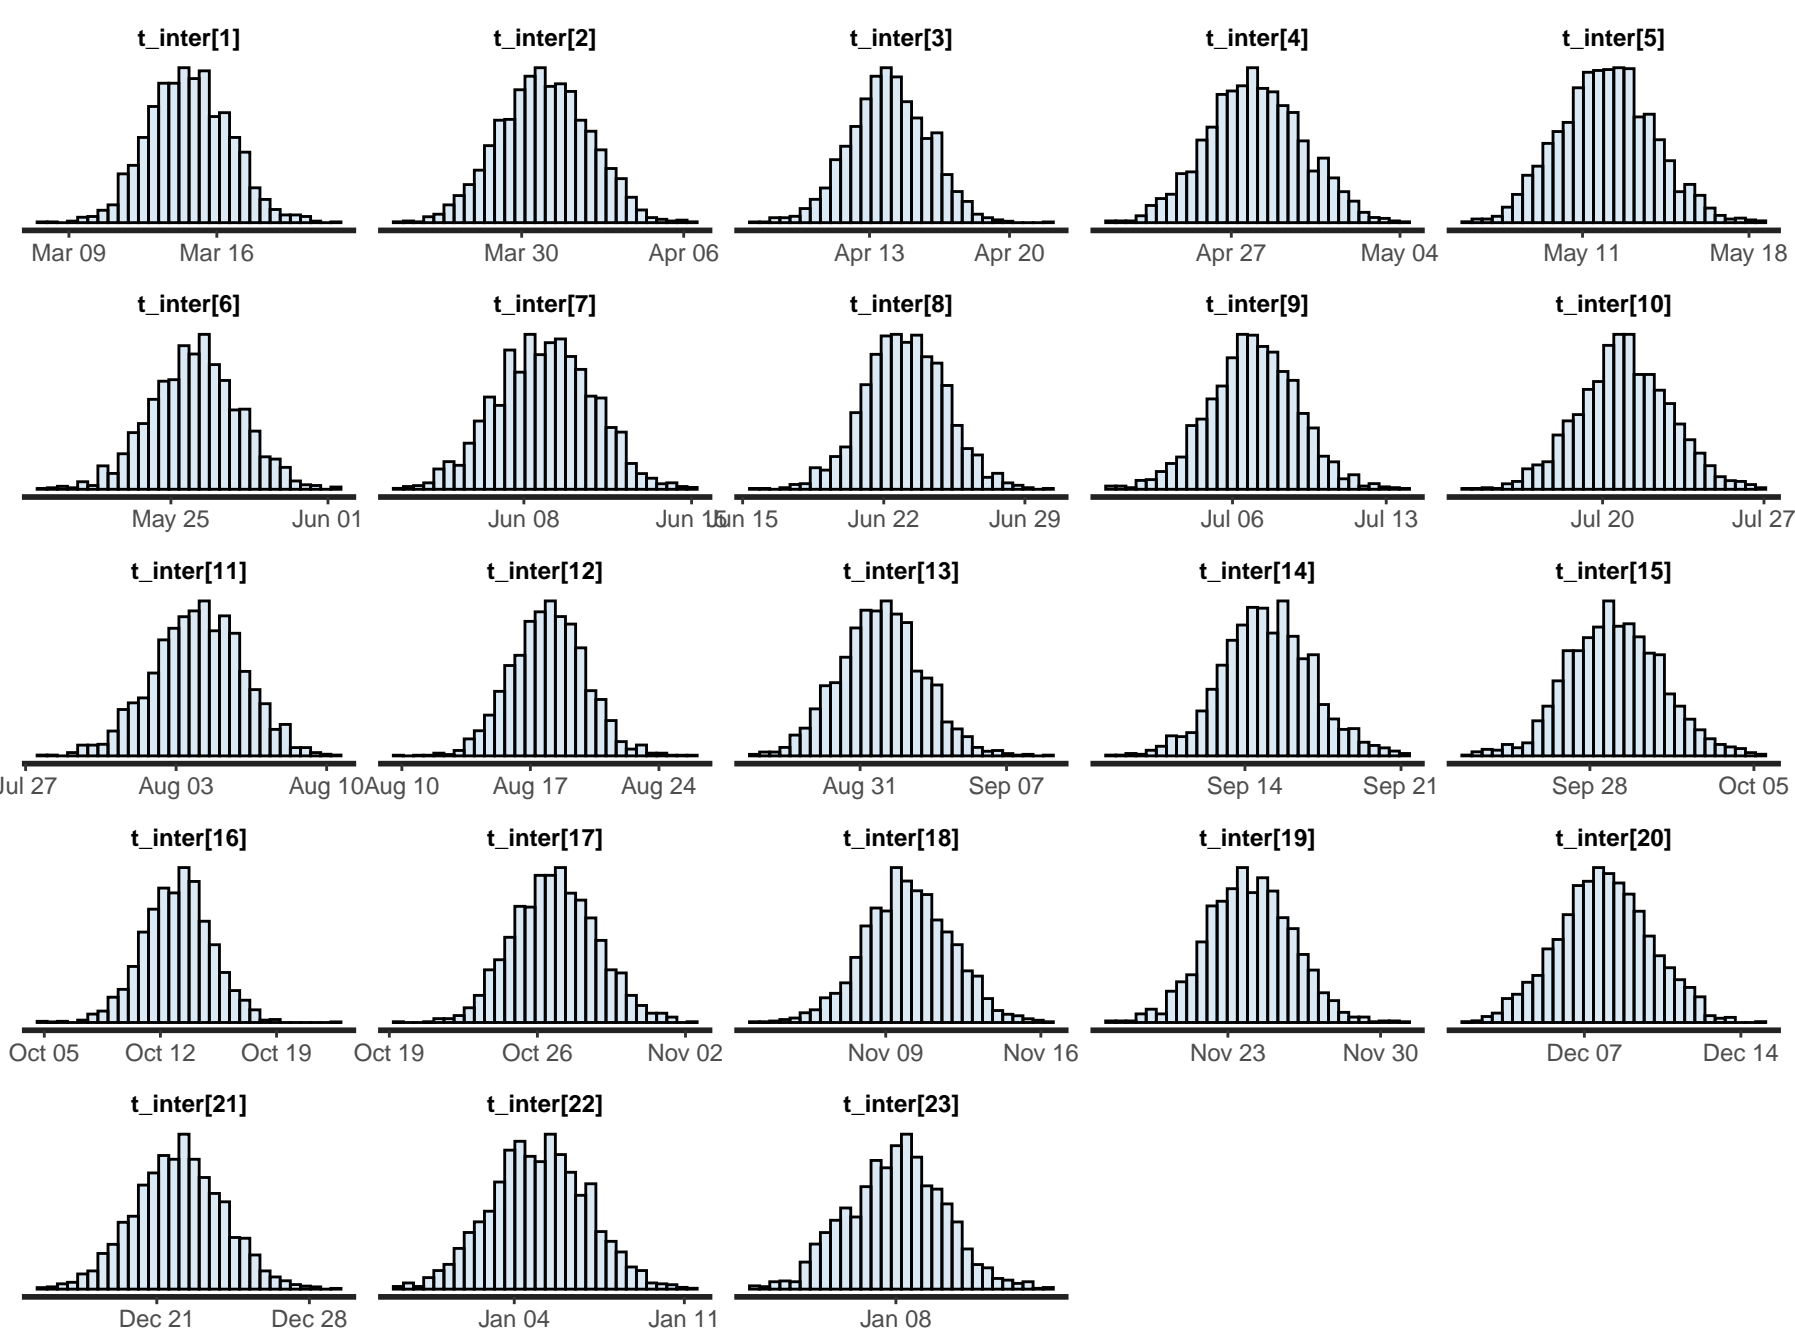 t_inter[1] t_inter[2] t_inter[3] t_inter[4] t_inter[5]
Mar 09 Mar 16 Mar 30 Apr 06 Apr 13 Apr 20 Apr 27 May 04 May 11 May 18
t_inter[6] t_inter[7] t_inter[8] t_inter[9] t_inter[10]
May 25 Jun 01 Jun 08 Jun 15 Jun 15 Jun 22 Jun 29 Jul 06 Jul 13 Jul 20 Jul 27
t_inter[11] t_inter[12] t_inter[13] t_inter[14] t_inter[15]
Jul 27 Aug 03 Aug 10 Aug 10 Aug 17 Aug 24 Aug 31 Sep 07 Sep 14 Sep 21 Sep 28 Oct 05
t_inter[16] t_inter[17] t_inter[18] t_inter[19] t_inter[20]
Oct 05 Oct 12 Oct 19 Oct 19 Oct 26 Nov 02 Nov 09 Nov 16 Nov 23 Nov 30 Dec 07 Dec 14
t_inter[21] t_inter[22] t_inter[23]
Dec 21 Dec 28 Jan 04 Jan 11 Jan 08